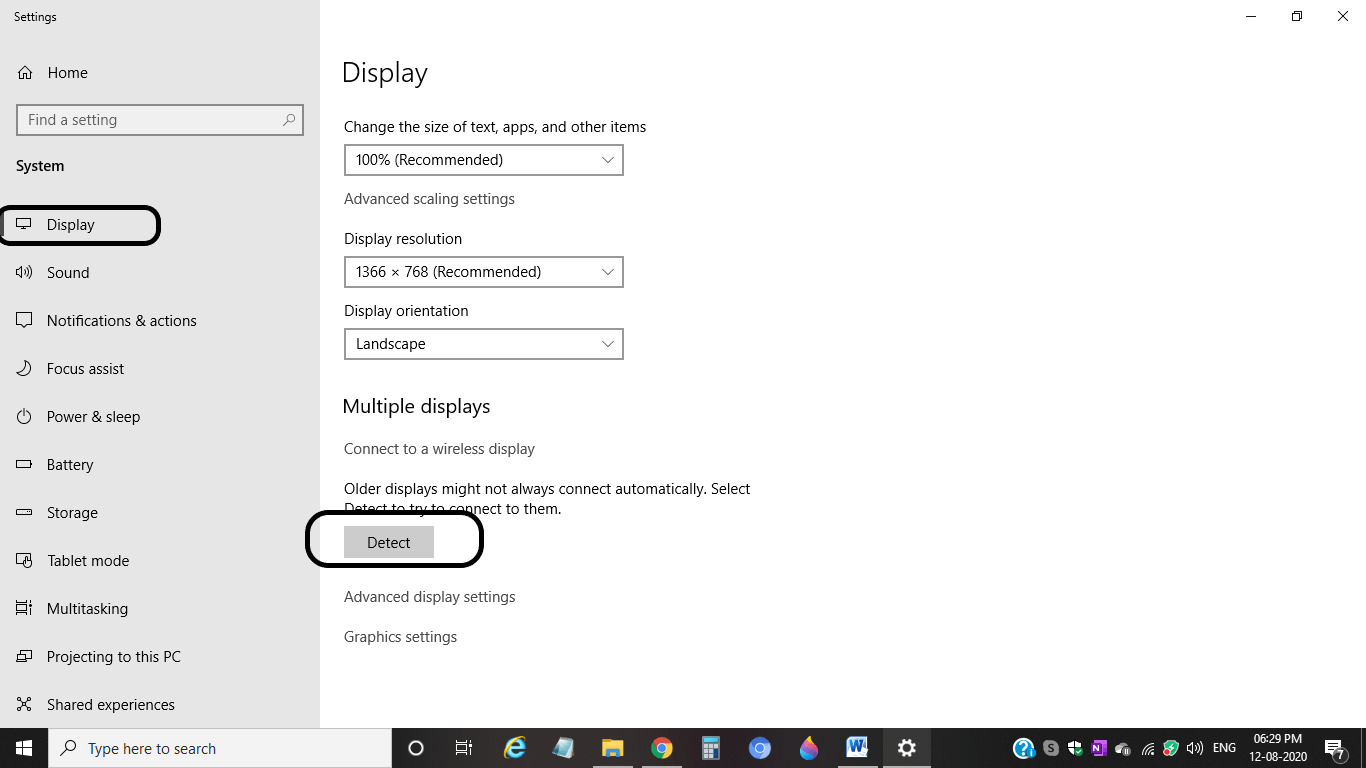 Settings
Home
Find a setting
System
Display
Sound
Notifications & actions
Focus assist
Power & sleep
Battery
Storage
Tablet mode
Multitasking
Projecting to this PC
Shared experiences
Display
Change the size of text, apps, and other items
100% (Recommended)
Advanced scaling settings
Display resolution
1366 × 768 (Recommended)
Display orientation
Landscape
Multiple displays
Connect to a wireless display
Older displays might not always connect automatically. Select
Detect to try to connect to them.
Detect
Advanced display settings
Graphics settings
Type here to search
ENG
06:29 PM
12-08-2020
7